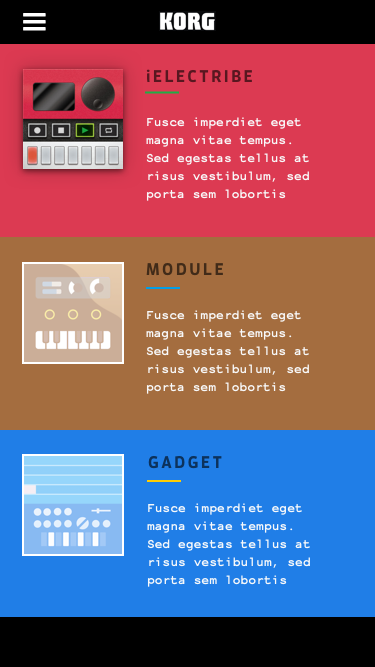 KORG
iELECTRIBE
Fusce imperdiet eget
magna vitae tempus.
Sed egestas tellus at
risus vestibulum, sed
porta sem lobortis
MODULE
Fusce imperdiet eget
magna vitae tempus.
Sed egestas tellus at
risus vestibulum, sed
porta sem lobortis
GADGET
Fusce imperdiet eget
magna vitae tempus.
Sed egestas tellus at
risus vestibulum, sed
porta sem lobortis